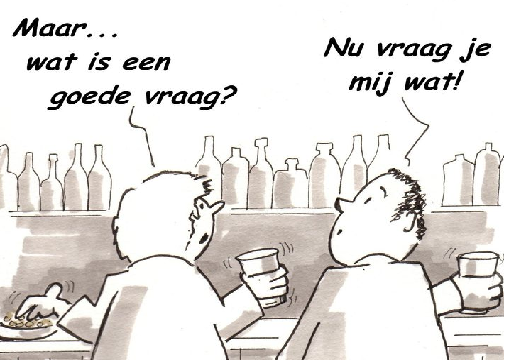 Maar...
wat is een
goede vraag?
Nu vraag je
mij wat!